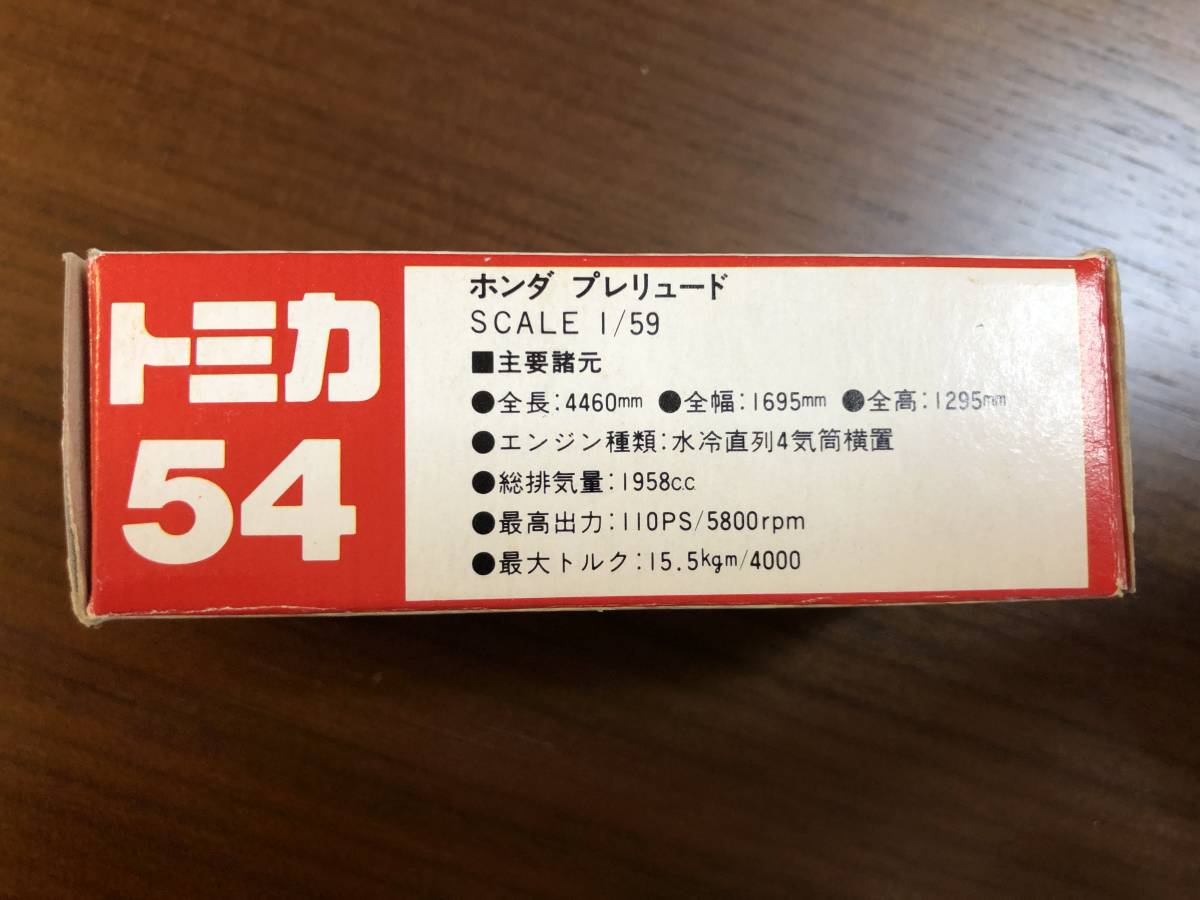 トミカ
54
ホンダ プレリュード
SCALE 1/59
■主要諸元
●全長:4460mm ●全幅:1695mm ●全高:1295mm
●エンジン種類:水冷直列4気筒横置
●総排気量:1958c.c
●最高出力:110PS/5800rpm
●最大トルク:15.5kgm/4000